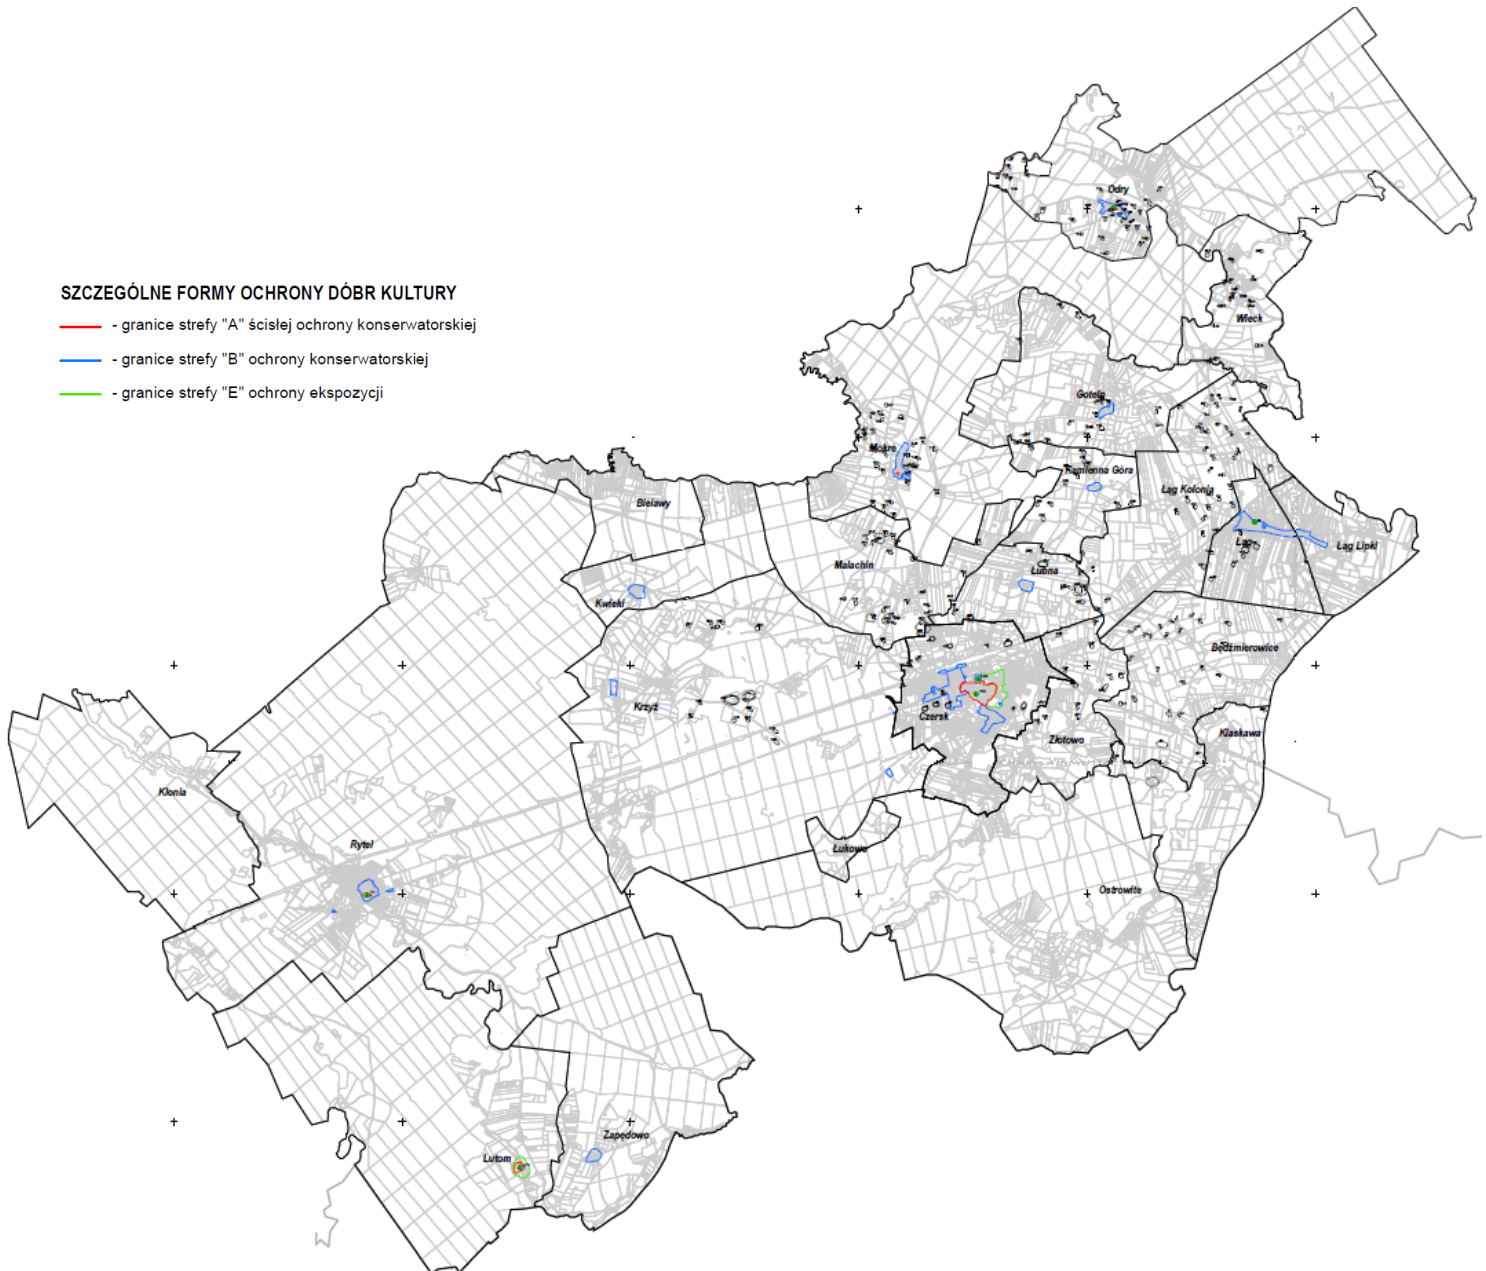 SZCZEGÓLNE FORMY OCHRONY DÓBR KULTURY
- granice strefy "A" ścisłej ochrony konserwatorskiej
- granice strefy "B" ochrony konserwatorskiej
- granice strefy "E" ochrony ekspozycji
Odry
Wieck
Gotelp
Mokre
Kamienna Góra
Łąg Kolonia
Bielawy
Łąg
Łąg Lipki
Malachin
Łubna
Kwieki
Będźmierowice
Krzyż
Czersk
Złotowo
Klaskawa
Klonia
Rytel
Łukowo
Ostrowite
Zapędowo
Lutom